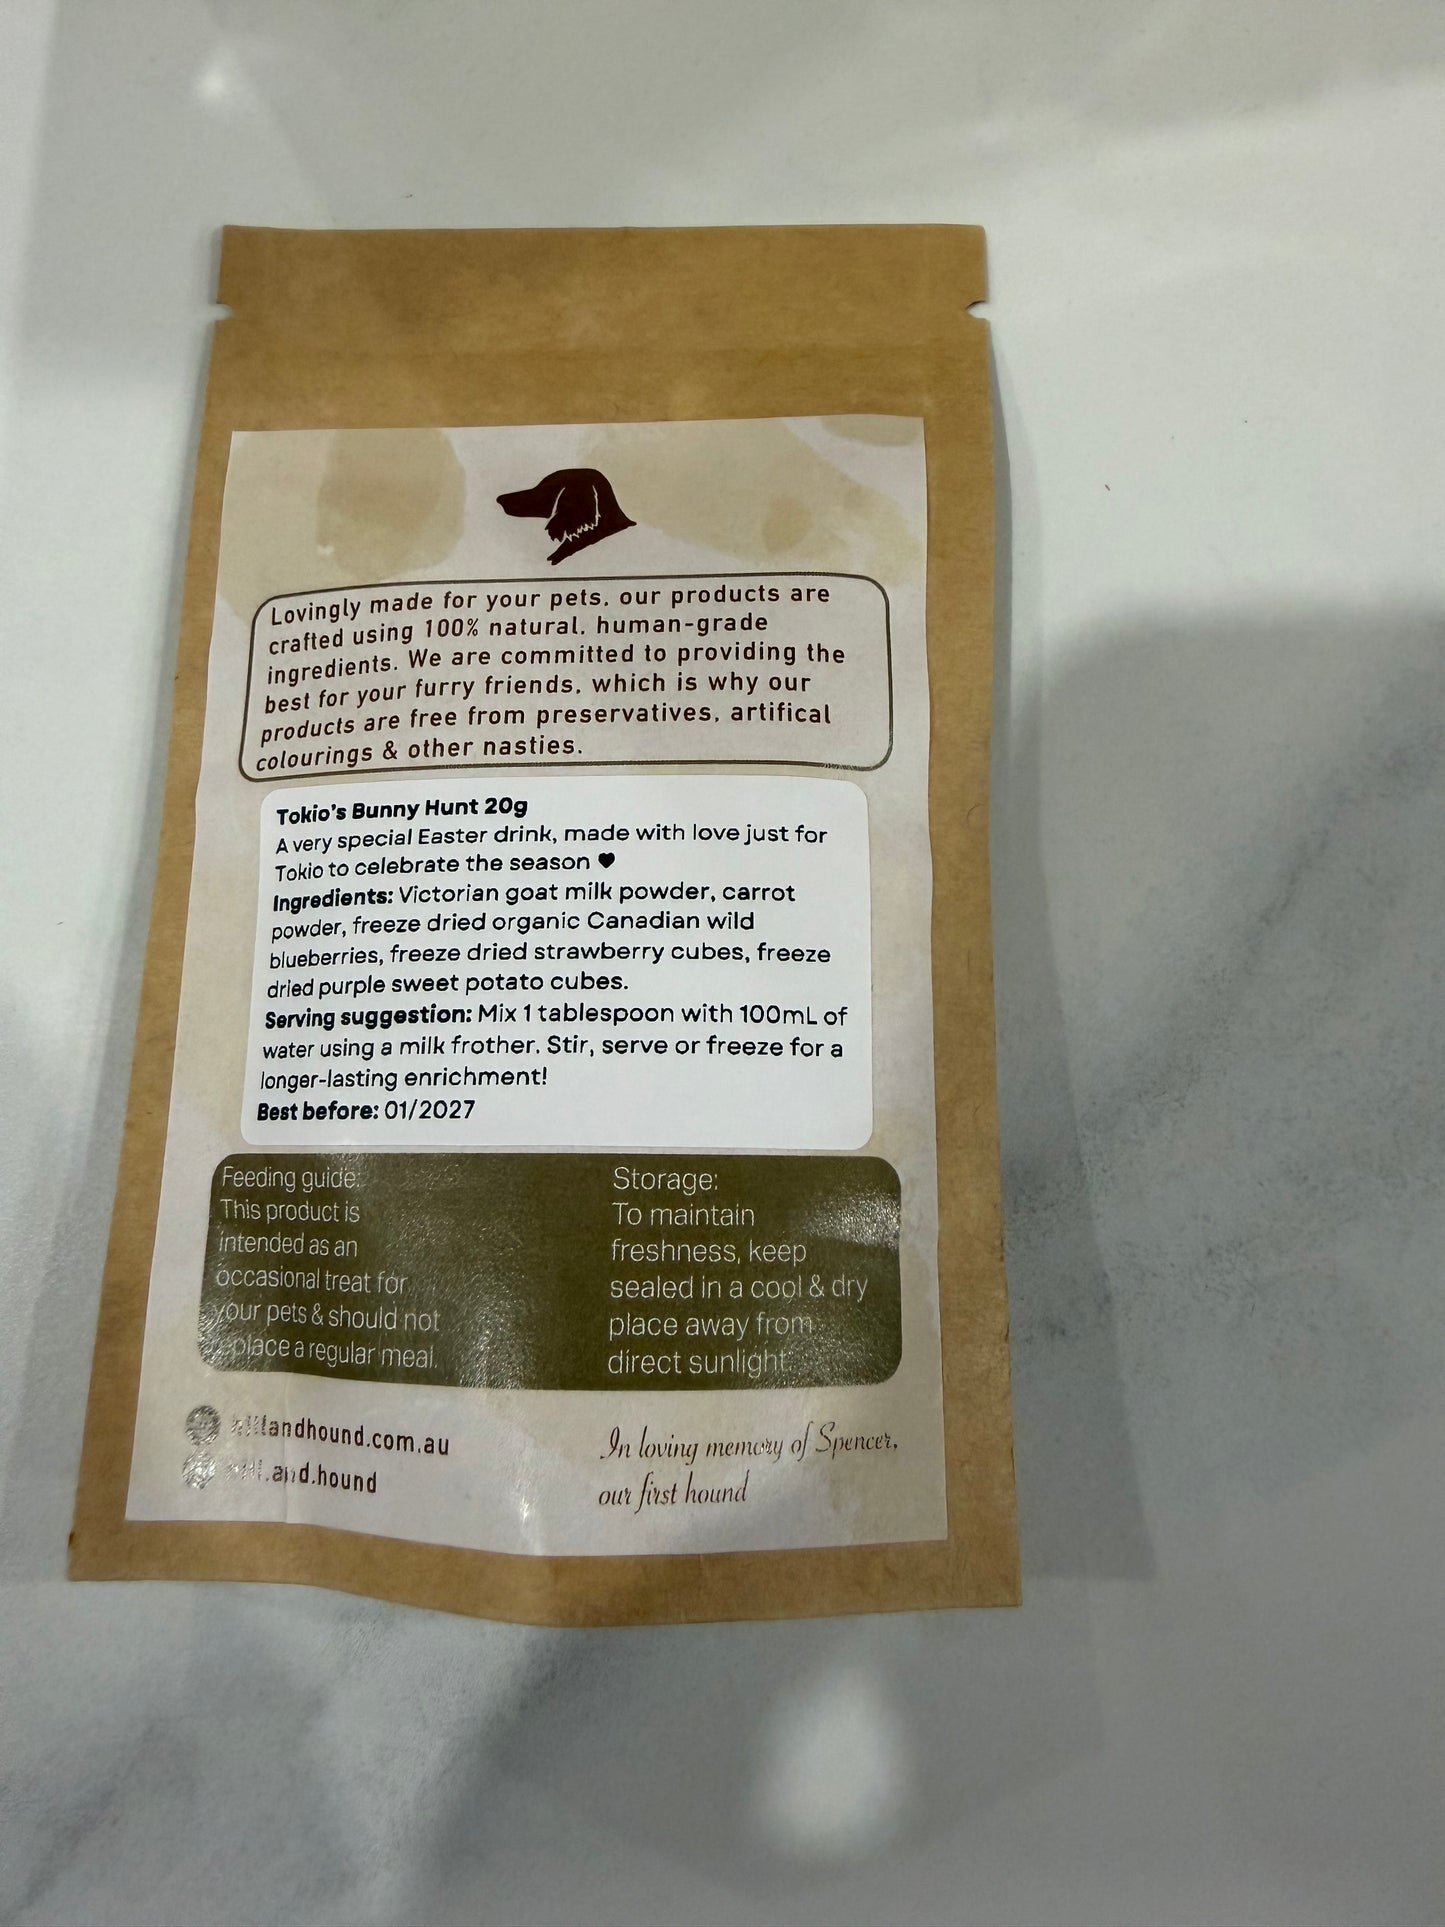 Lovingly made for your pets, our products are
crafted using 100% natural, human-grade
ingredients. We are committed to providing the
best for your furry friends, which is why our
products are free from preservatives, artifical
colourings & other nasties.
Tokio's Bunny Hunt 20g
A very special Easter drink, made with love just for
Tokio to celebrate the season ♥
Ingredients: Victorian goat milk powder, carrot
powder, freeze dried organic Canadian wild
blueberries, freeze dried strawberry cubes, freeze
dried purple sweet potato cubes.
Serving suggestion: Mix 1 tablespoon with 100mL of
water using a milk frother. Stir, serve or freeze for a
longer-lasting enrichment!
Best before: 01/2027
Feeding guide:
This product is
intended as an
occasional treat for
your pets & should not
replace a regular meal.
Storage:
To maintain
freshness, keep
sealed in a cool & dry
place away from
direct sunlight.
hillandhound.com.au
hill.and.hound
In loving memory of Spencer,
our first hound